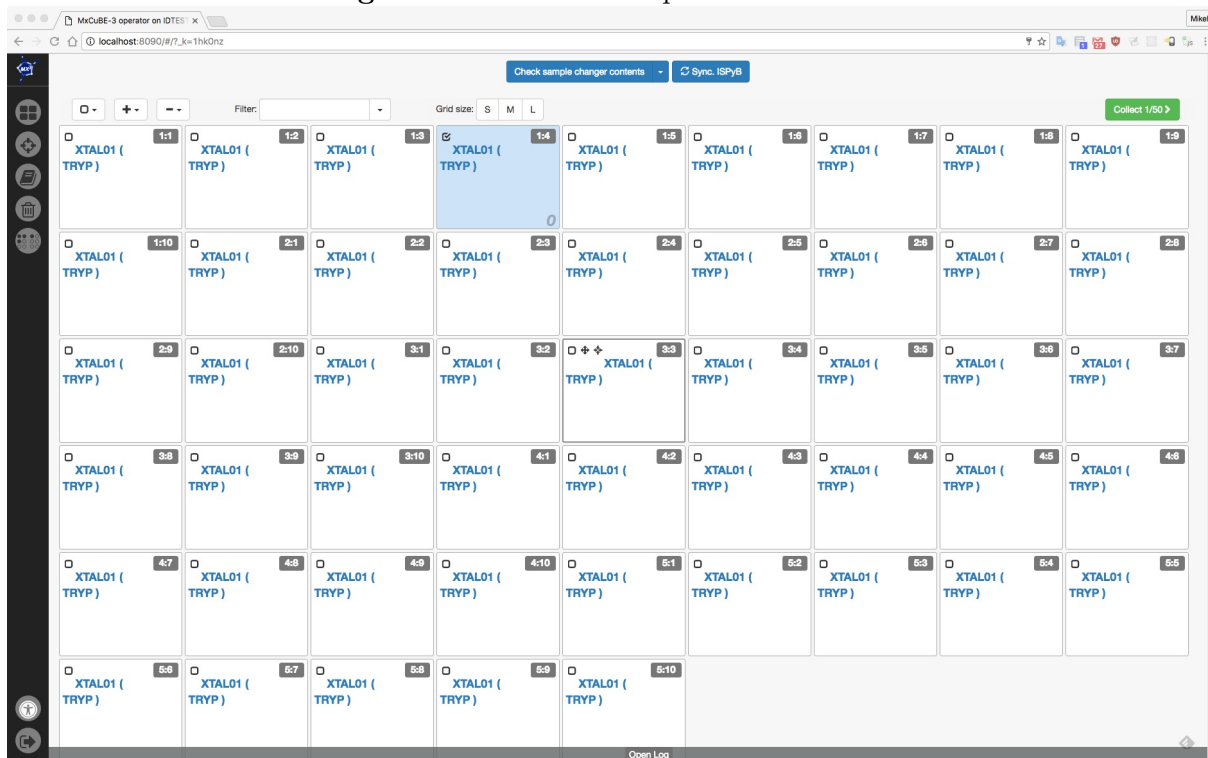 MxCuBE-3 operator on IDTES
Mikel
localhost:8090/#/?_k=1hk0nz
Check sample changer contents
Sync. ISPyB
Filter:
Grid size: S M L
Collect 1/50
1:1 1:2 1:3 1:4 1:5 1:6 1:7 1:8 1:9
XTAL01 ( XTAL01 ( XTAL01 ( XTAL01 ( XTAL01 ( XTAL01 ( XTAL01 ( XTAL01 ( XTAL01 (
TRYP ) TRYP ) TRYP ) TRYP ) TRYP ) TRYP ) TRYP ) TRYP ) TRYP )
0
1:10 2:1 2:2 2:3 2:4 2:5 2:6 2:7 2:8
XTAL01 ( XTAL01 ( XTAL01 ( XTAL01 ( XTAL01 ( XTAL01 ( XTAL01 ( XTAL01 ( XTAL01 (
TRYP ) TRYP ) TRYP ) TRYP ) TRYP ) TRYP ) TRYP ) TRYP ) TRYP )
2:9 2:10 3:1 3:2 3:3 3:4 3:5 3:6 3:7
XTAL01 ( XTAL01 ( XTAL01 ( XTAL01 ( XTAL01 ( XTAL01 ( XTAL01 ( XTAL01 ( XTAL01 (
TRYP ) TRYP ) TRYP ) TRYP ) TRYP ) TRYP ) TRYP ) TRYP ) TRYP )
3:8 3:9 3:10 4:1 4:2 4:3 4:4 4:5 4:6
XTAL01 ( XTAL01 ( XTAL01 ( XTAL01 ( XTAL01 ( XTAL01 ( XTAL01 ( XTAL01 ( XTAL01 (
TRYP ) TRYP ) TRYP ) TRYP ) TRYP ) TRYP ) TRYP ) TRYP ) TRYP )
4:7 4:8 4:9 4:10 5:1 5:2 5:3 5:4 5:5
XTAL01 ( XTAL01 ( XTAL01 ( XTAL01 ( XTAL01 ( XTAL01 ( XTAL01 ( XTAL01 ( XTAL01 (
TRYP ) TRYP ) TRYP ) TRYP ) TRYP ) TRYP ) TRYP ) TRYP ) TRYP )
5:6 5:7 5:8 5:9 5:10
XTAL01 ( XTAL01 ( XTAL01 ( XTAL01 ( XTAL01 (
TRYP ) TRYP ) TRYP ) TRYP ) TRYP )
Open Log